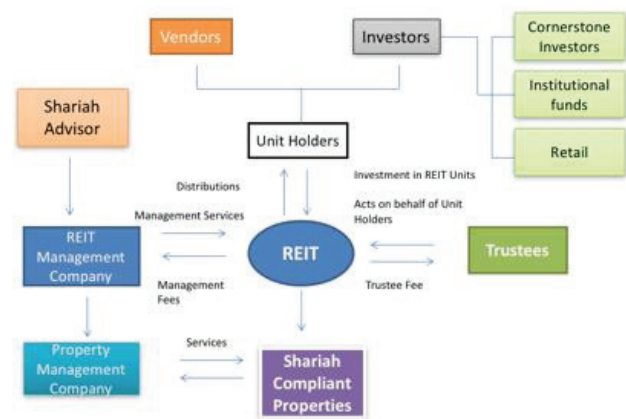 Vendors
Investors
Cornerstone
Investors
Institutional
funds
Retail
Shariah
Advisor
Unit Holders
Distributions
Investment in REIT Units
Management Services
Acts on behalf of Unit
Holders
REIT
Management
Company
REIT
Trustees
Management
Fees
Trustee Fee
Property
Management
Company
Services
Shariah
Compliant
Properties